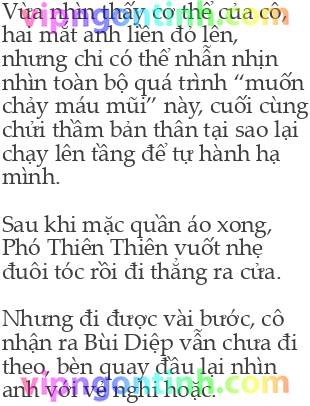 Vừa nhìn thấy cơ thể của cô,
hai mắt anh liền đỏ lên,
nhưng chỉ có thể nhẫn nhịn
nhìn toàn bộ quá trình “muốn
chảy máu mũi” này, cuối cùng
chửi thầm bản thân tại sao lại
chạy lên tầng để tự hành hạ
mình.
Sau khi mặc quần áo xong,
Phó Thiên Thiên vuốt nhẹ
đuôi tóc rồi đi thẳng ra cửa.
Nhưng đi được vài bước, cô
nhận ra Bùi Diệp vẫn chưa đi
theo, bèn quay đầu lại nhìn
anh với vẻ nghi hoặc.
vipngontinh.com
vipngontinh.com